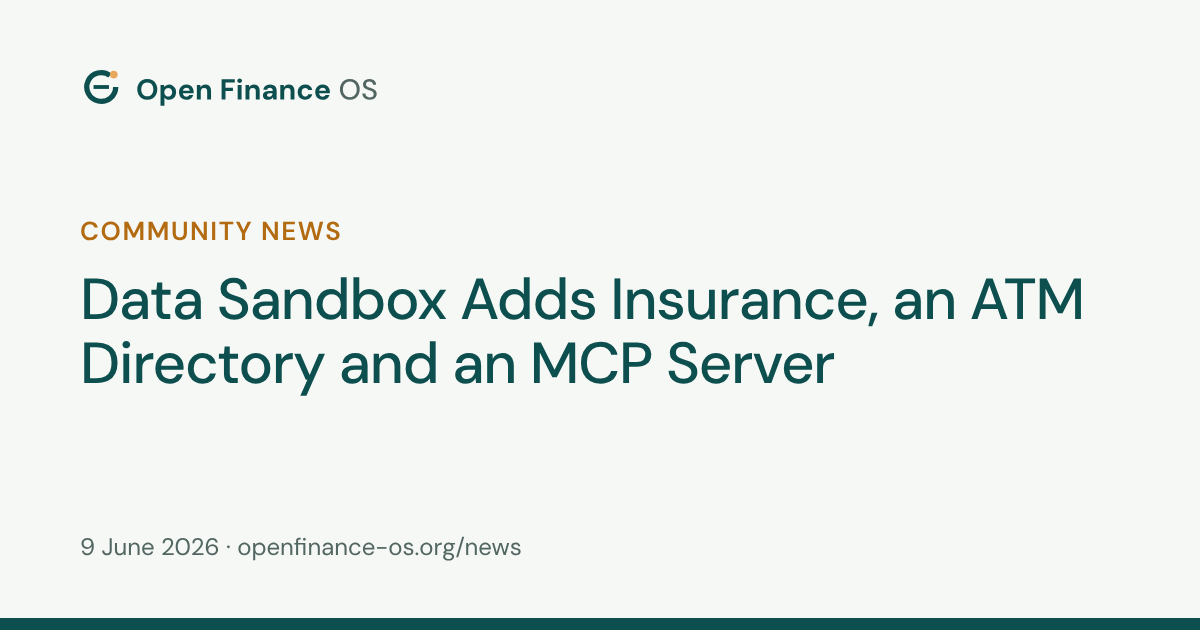 Open Finance OS
COMMUNITY NEWS
Data Sandbox Adds Insurance, an ATM
Directory and an MCP Server
9 June 2026 · openfinance-os.org/news